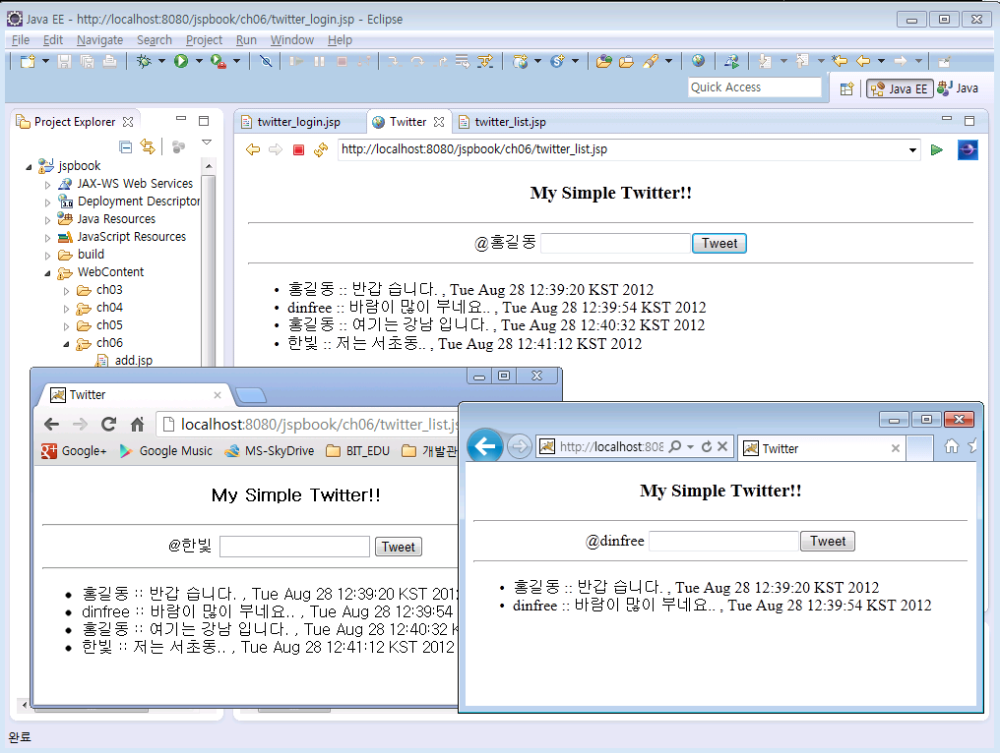 Java EE - http://localhost:8080/jspbook/ch06/twitter_login.jsp - Eclipse
File Edit Navigate Search Project Run Window Help
Quick Access
Java EE
Java
Project Explorer
twitter_login.jsp
Twitter
twitter_list.jsp
http://localhost:8080/jspbook/ch06/twitter_list.jsp
jspbook
JAX-WS Web Services
Deployment Descriptor
Java Resources
JavaScript Resources
build
WebContent
ch03
ch04
ch05
ch06
add.jsp
My Simple Twitter!!
@홍길동 Tweet
• 홍길동 :: 반갑 습니다. , Tue Aug 28 12:39:20 KST 2012
• dinfree :: 바람이 많이 부네요.. , Tue Aug 28 12:39:54 KST 2012
• 홍길동 :: 여기는 강남 입니다. , Tue Aug 28 12:40:32 KST 2012
• 한빛 :: 저는 서초동.. , Tue Aug 28 12:41:12 KST 2012
Twitter
localhost:8080/jspbook/ch06/twitter_list.js
Google+ Google Music MS-SkyDrive BIT_EDU 개발관
My Simple Twitter!!
@한빛 Tweet
• 홍길동 :: 반갑 습니다. , Tue Aug 28 12:39:20 KST 201
• dinfree :: 바람이 많이 부네요.. , Tue Aug 28 12:39:54
• 홍길동 :: 여기는 강남 입니다. , Tue Aug 28 12:40:32 K
• 한빛 :: 저는 서초동.. , Tue Aug 28 12:41:12 KST 2012
http://localhost:808
Twitter
My Simple Twitter!!
@dinfree Tweet
• 홍길동 :: 반갑 습니다. , Tue Aug 28 12:39:20 KST 2012
• dinfree :: 바람이 많이 부네요.. , Tue Aug 28 12:39:54 KST 2012
완료